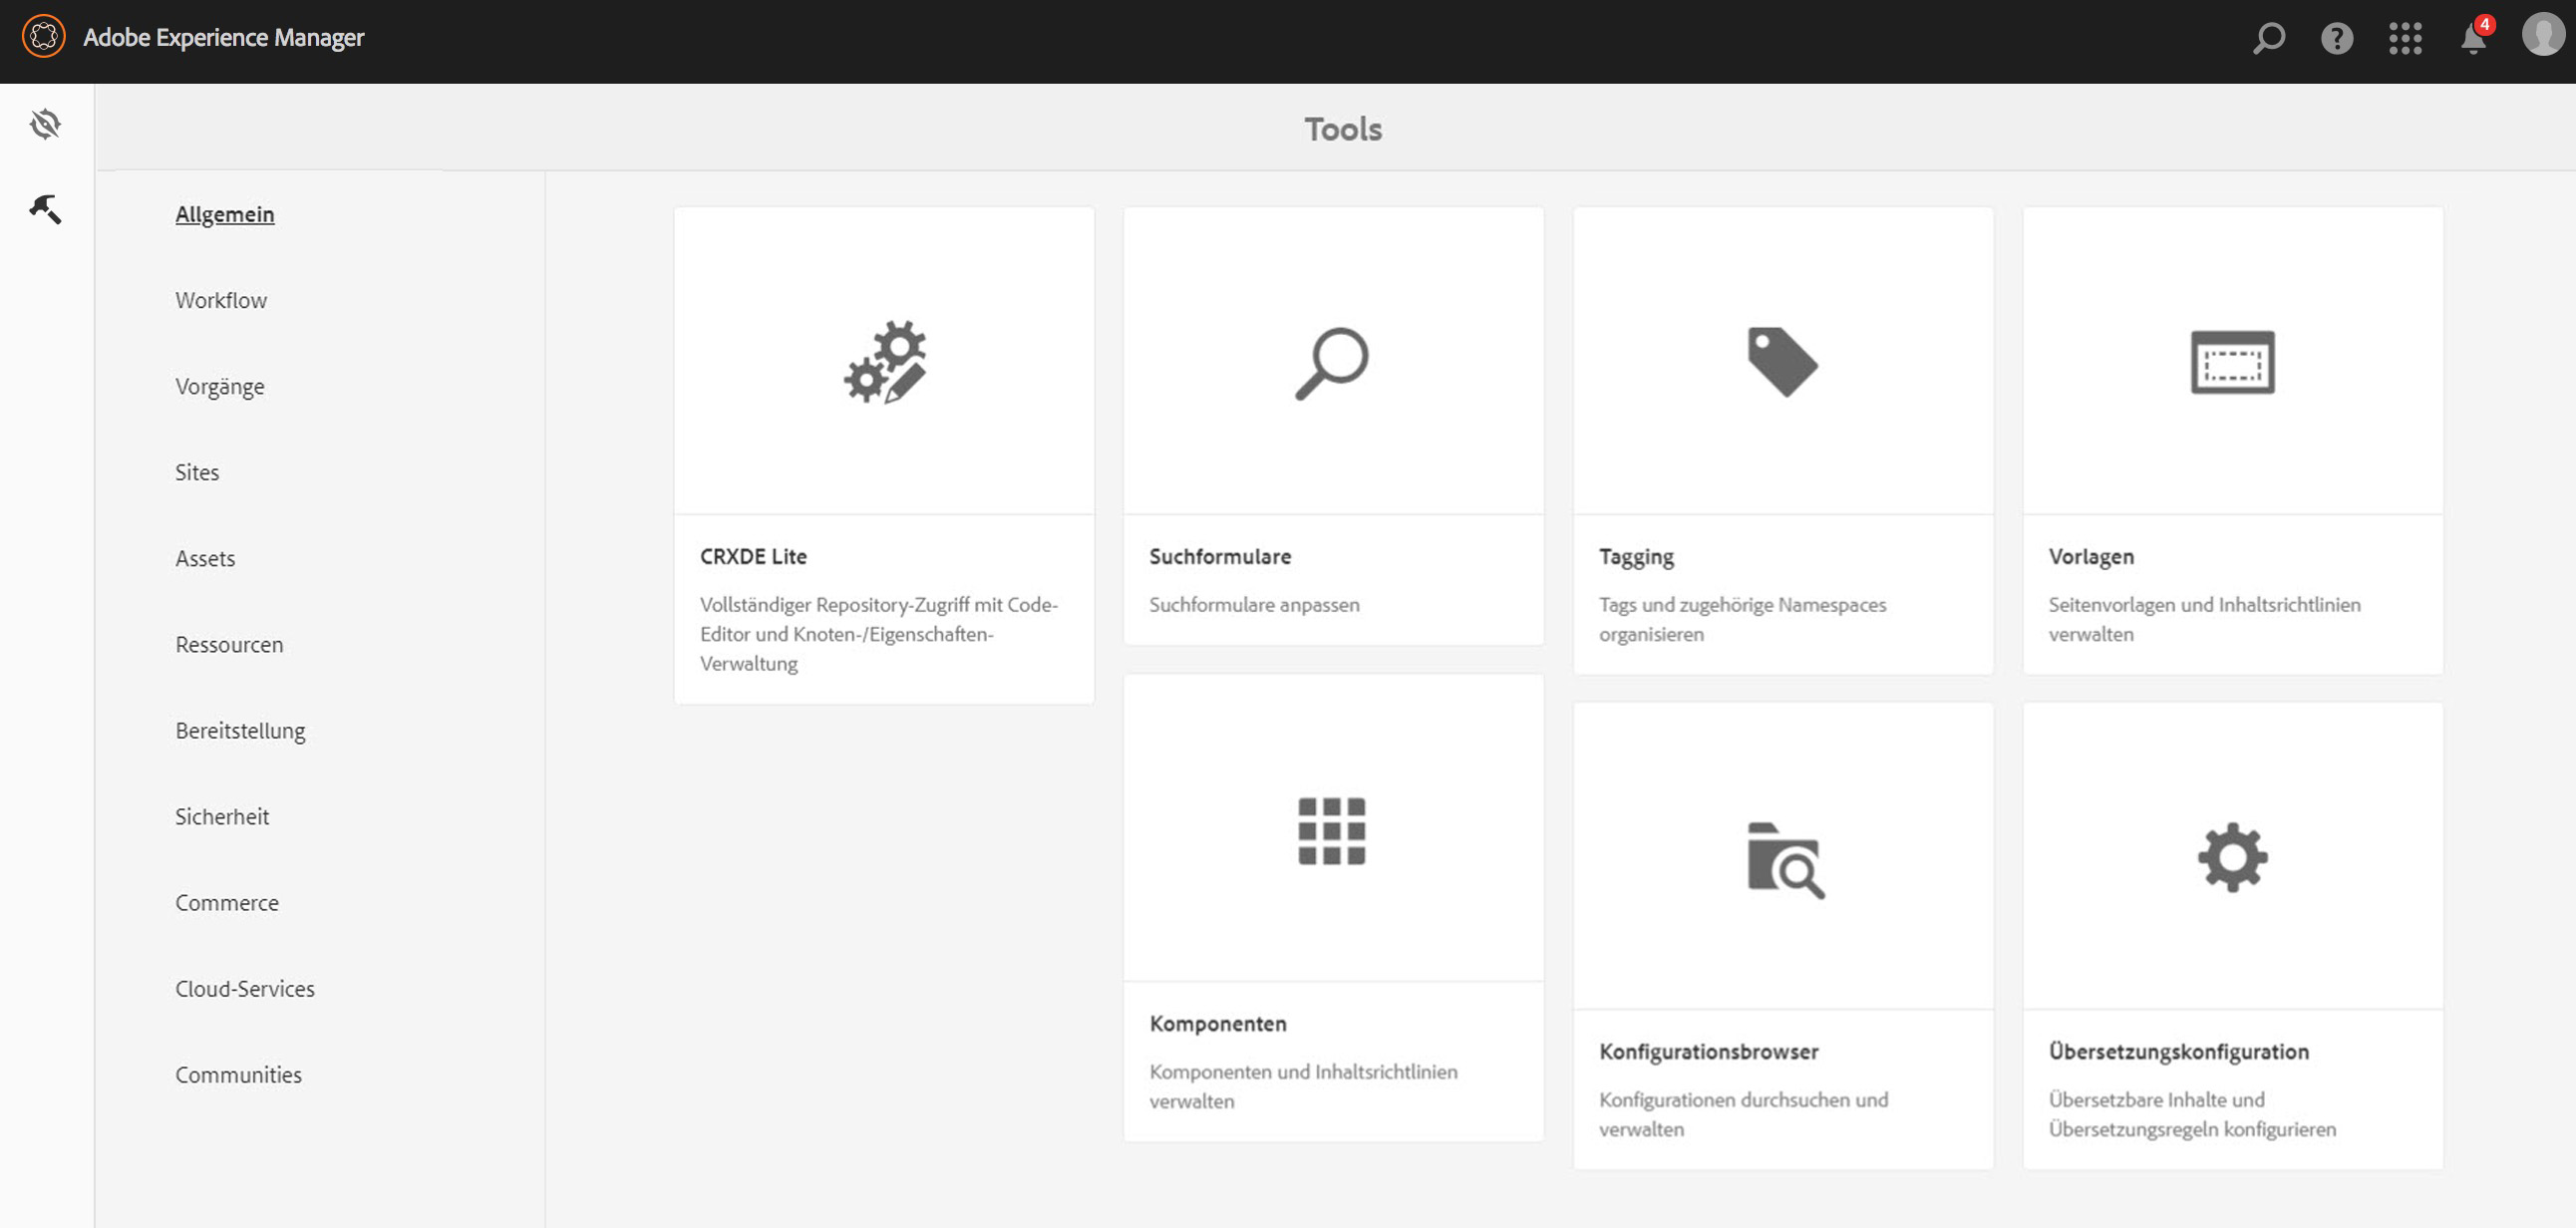 Adobe Experience Manager
4
Tools
Allgemein
Workflow
Vorgänge
Sites
Assets
Ressourcen
Bereitstellung
Sicherheit
Commerce
Cloud-Services
Communities
CRXDE Lite
Vollständiger Repository-Zugriff mit Code-
Editor und Knoten-/Eigenschaften-
Verwaltung
Suchformulare
Suchformulare anpassen
Tagging
Tags und zugehörige Namespaces
organisieren
Vorlagen
Seitenvorlagen und Inhaltsrichtlinien
verwalten
Komponenten
Komponenten und Inhaltsrichtlinien
verwalten
Konfigurationsbrowser
Konfigurationen durchsuchen und
verwalten
Übersetzungskonfiguration
Übersetzbare Inhalte und
Übersetzungsregeln konfigurieren